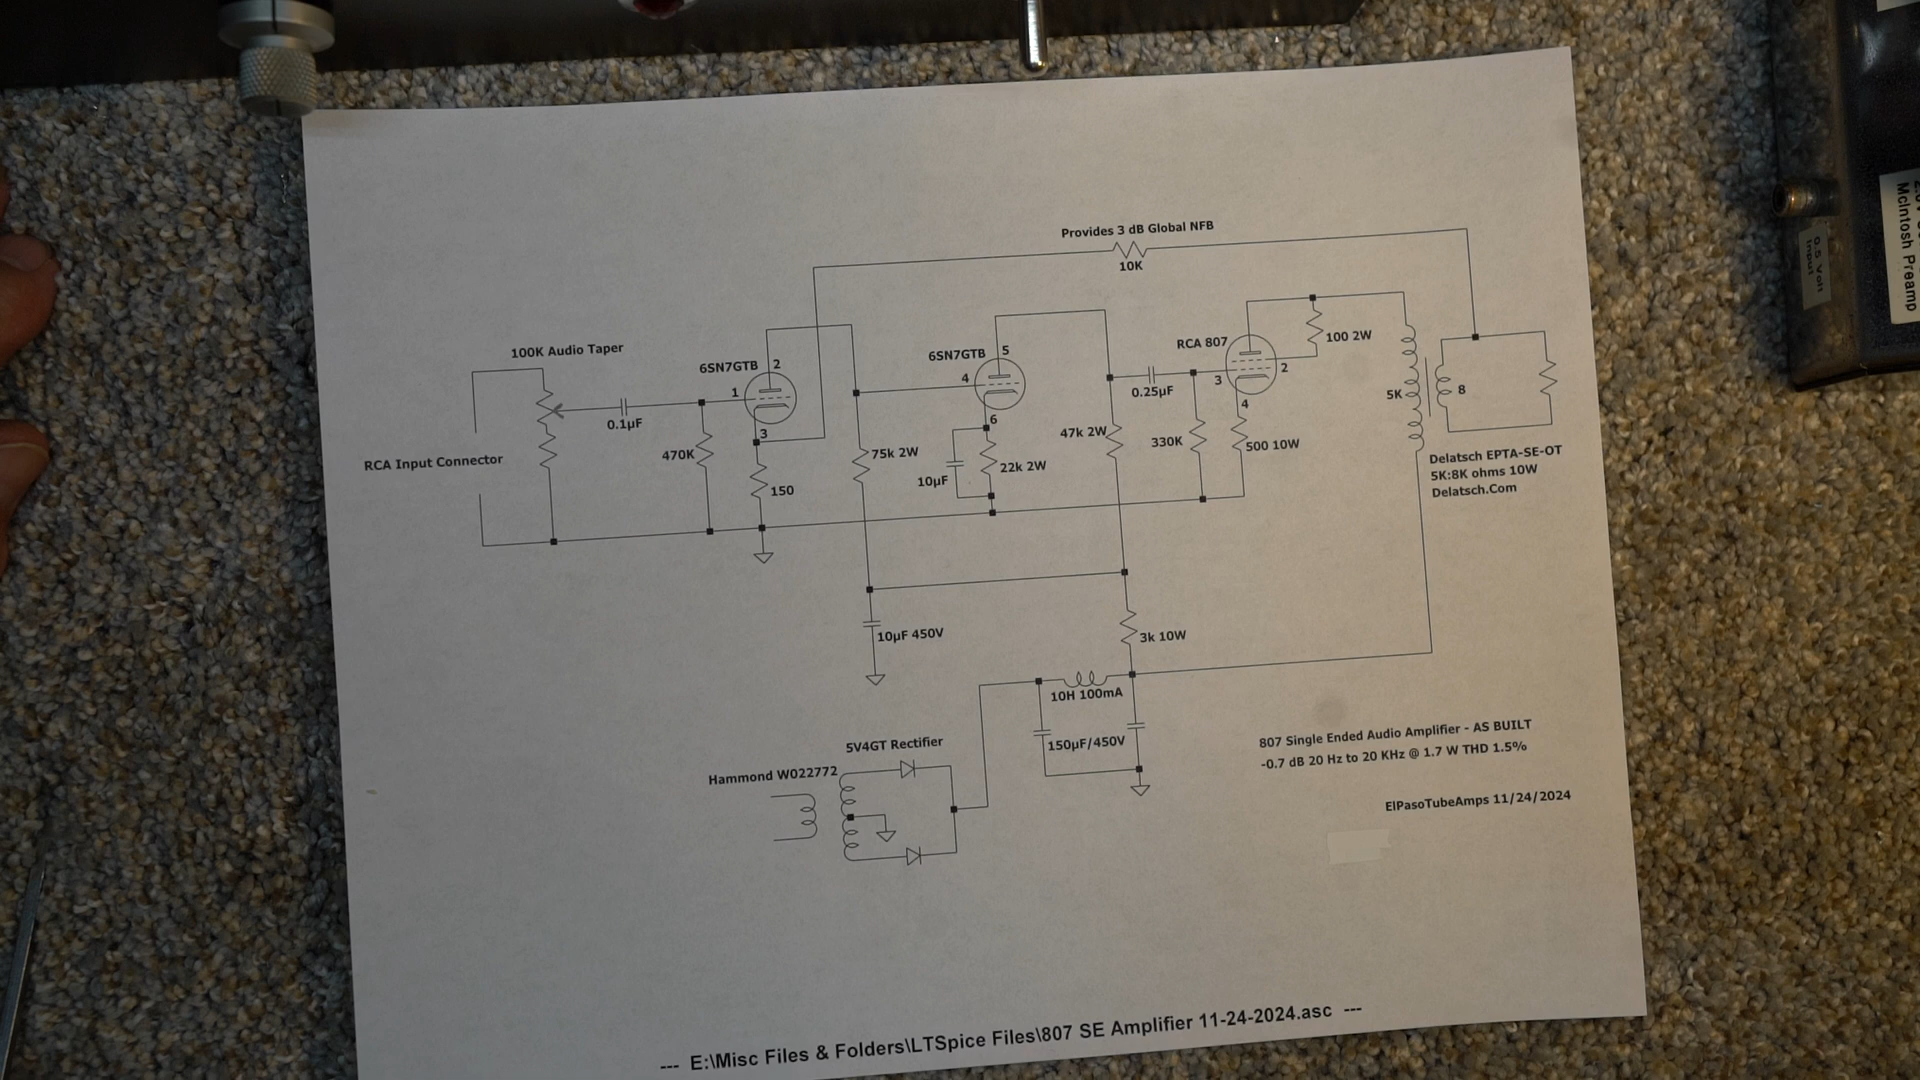 Provides 3 dB Global NFB
10K
100K Audio Taper
6SN7GTB
2
1
3
0.1µF
470K
150
RCA Input Connector
75k 2W
6SN7GTB
5
4
6
10µF
22k 2W
47k 2W
0.25µF
330K
RCA 807
3
2
4
100 2W
500 10W
5K
8
Delatsch EPTA-SE-OT
5K:8K ohms 10W
Delatsch.Com
10µF 450V
3k 10W
10H 100mA
150µF/450V
5V4GT Rectifier
Hammond W022772
807 Single Ended Audio Amplifier - AS BUILT
-0.7 dB 20 Hz to 20 KHz @ 1.7 W THD 1.5%
ElPasoTubeAmps 11/24/2024
--- E:\Misc Files & Folders\LTSpice Files\807 SE Amplifier 11-24-2024.asc ---
0.5 Volt
Input
McIntosh Preamp